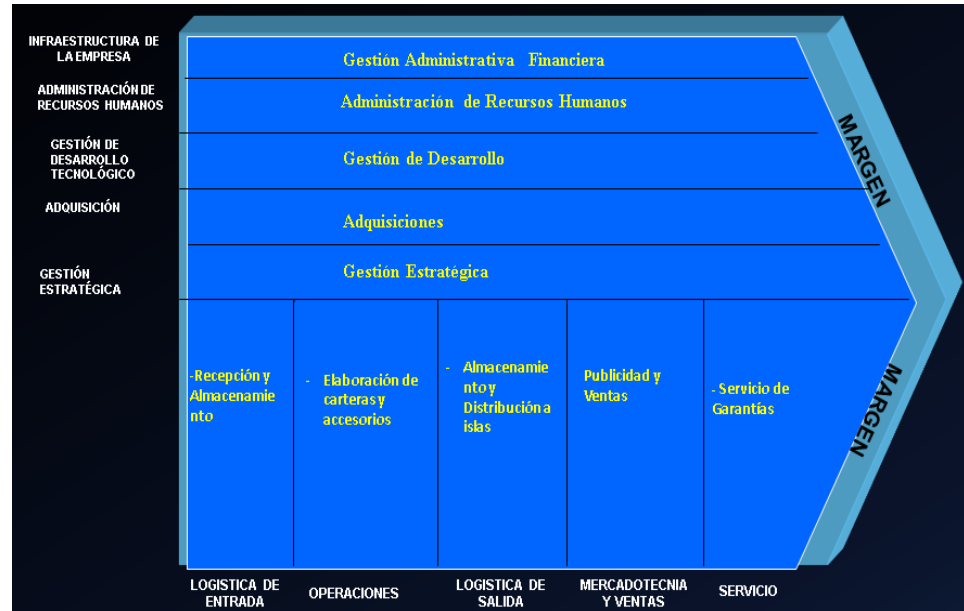 INFRAESTRUCTURA DE
LA EMPRESA
Gestión Administrativa Financiera
ADMINISTRACIÓN DE
RECURSOS HUMANOS
Administración de Recursos Humanos
GESTIÓN DE
DESARROLLO
TECNOLÓGICO
Gestión de Desarrollo
ADQUISICIÓN
Adquisiciones
GESTIÓN
ESTRATÉGICA
Gestión Estratégica
MARGEN
MARGEN
-Recepción y
Almacenamie
nto
- Elaboración de
carteras y
accesorios
- Almacenamie
nto y
Distribución a
islas
Publicidad y
Ventas
- Servicio de
Garantías
LOGISTICA DE
ENTRADA
OPERACIONES
LOGISTICA DE
SALIDA
MERCADOTECNIA
Y VENTAS
SERVICIO